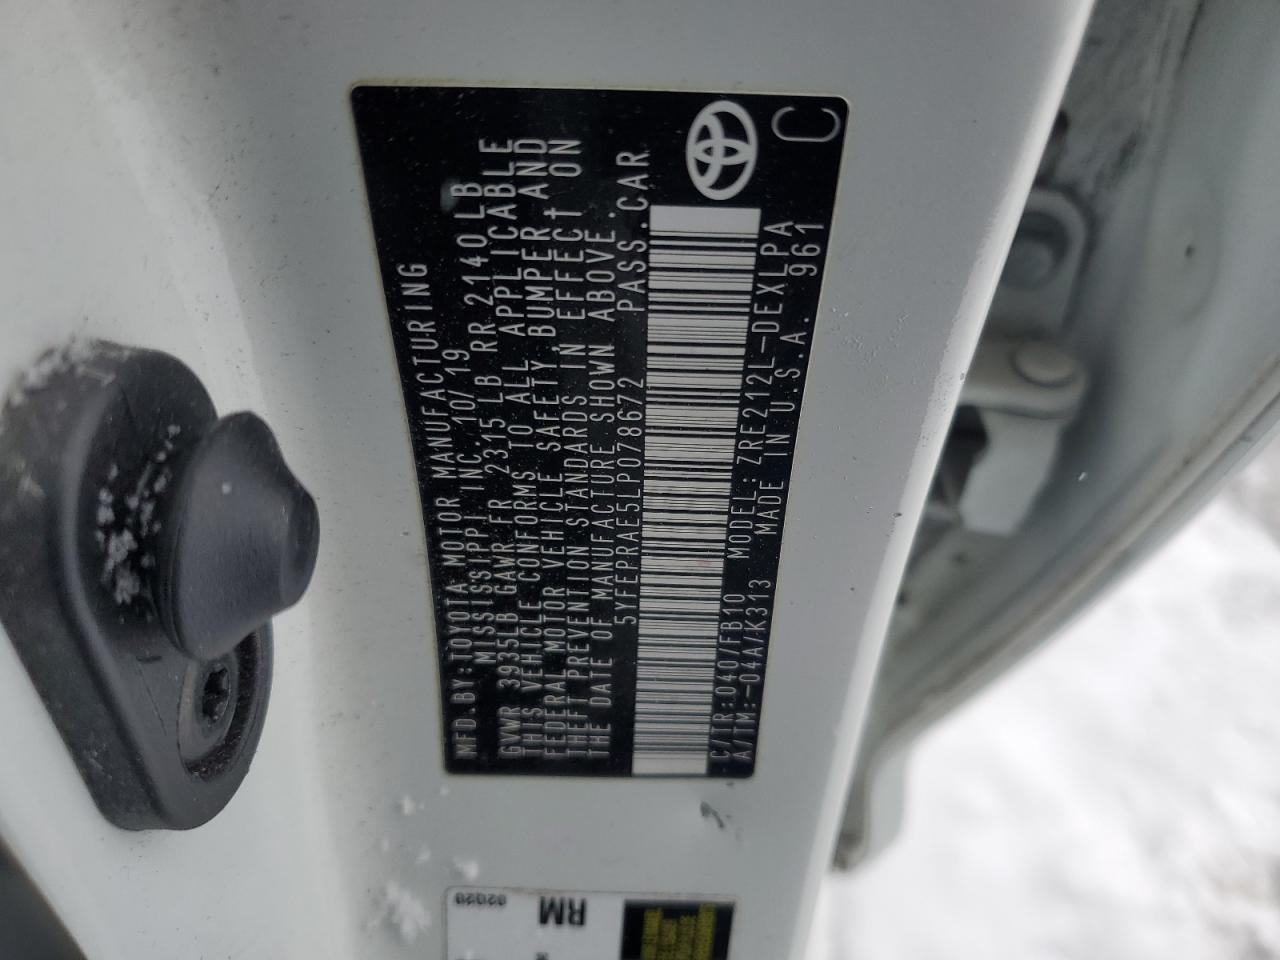 MFD.BY:TOYOTA MOTOR MANUFACTURING
MISSISSIPPI INC. 10/19
GVWR 3935LB GAWR FR 2315LB RR 2140LB
THIS VEHICLE CONFORMS TO ALL APPLICABLE
FEDERAL MOTOR VEHICLE SAFETY, BUMPER AND
THEFT PREVENTION STANDARDS IN EFFECT ON
THE DATE OF MANUFACTURE SHOWN ABOVE.
5YFEPRAE5LP078672 PASS.CAR
C/TR:040/FB10 MODEL:ZRE212L-DEXLPA
A/TM:-04A/K313 MADE IN U.S.A. 961
C
02Q20
RM